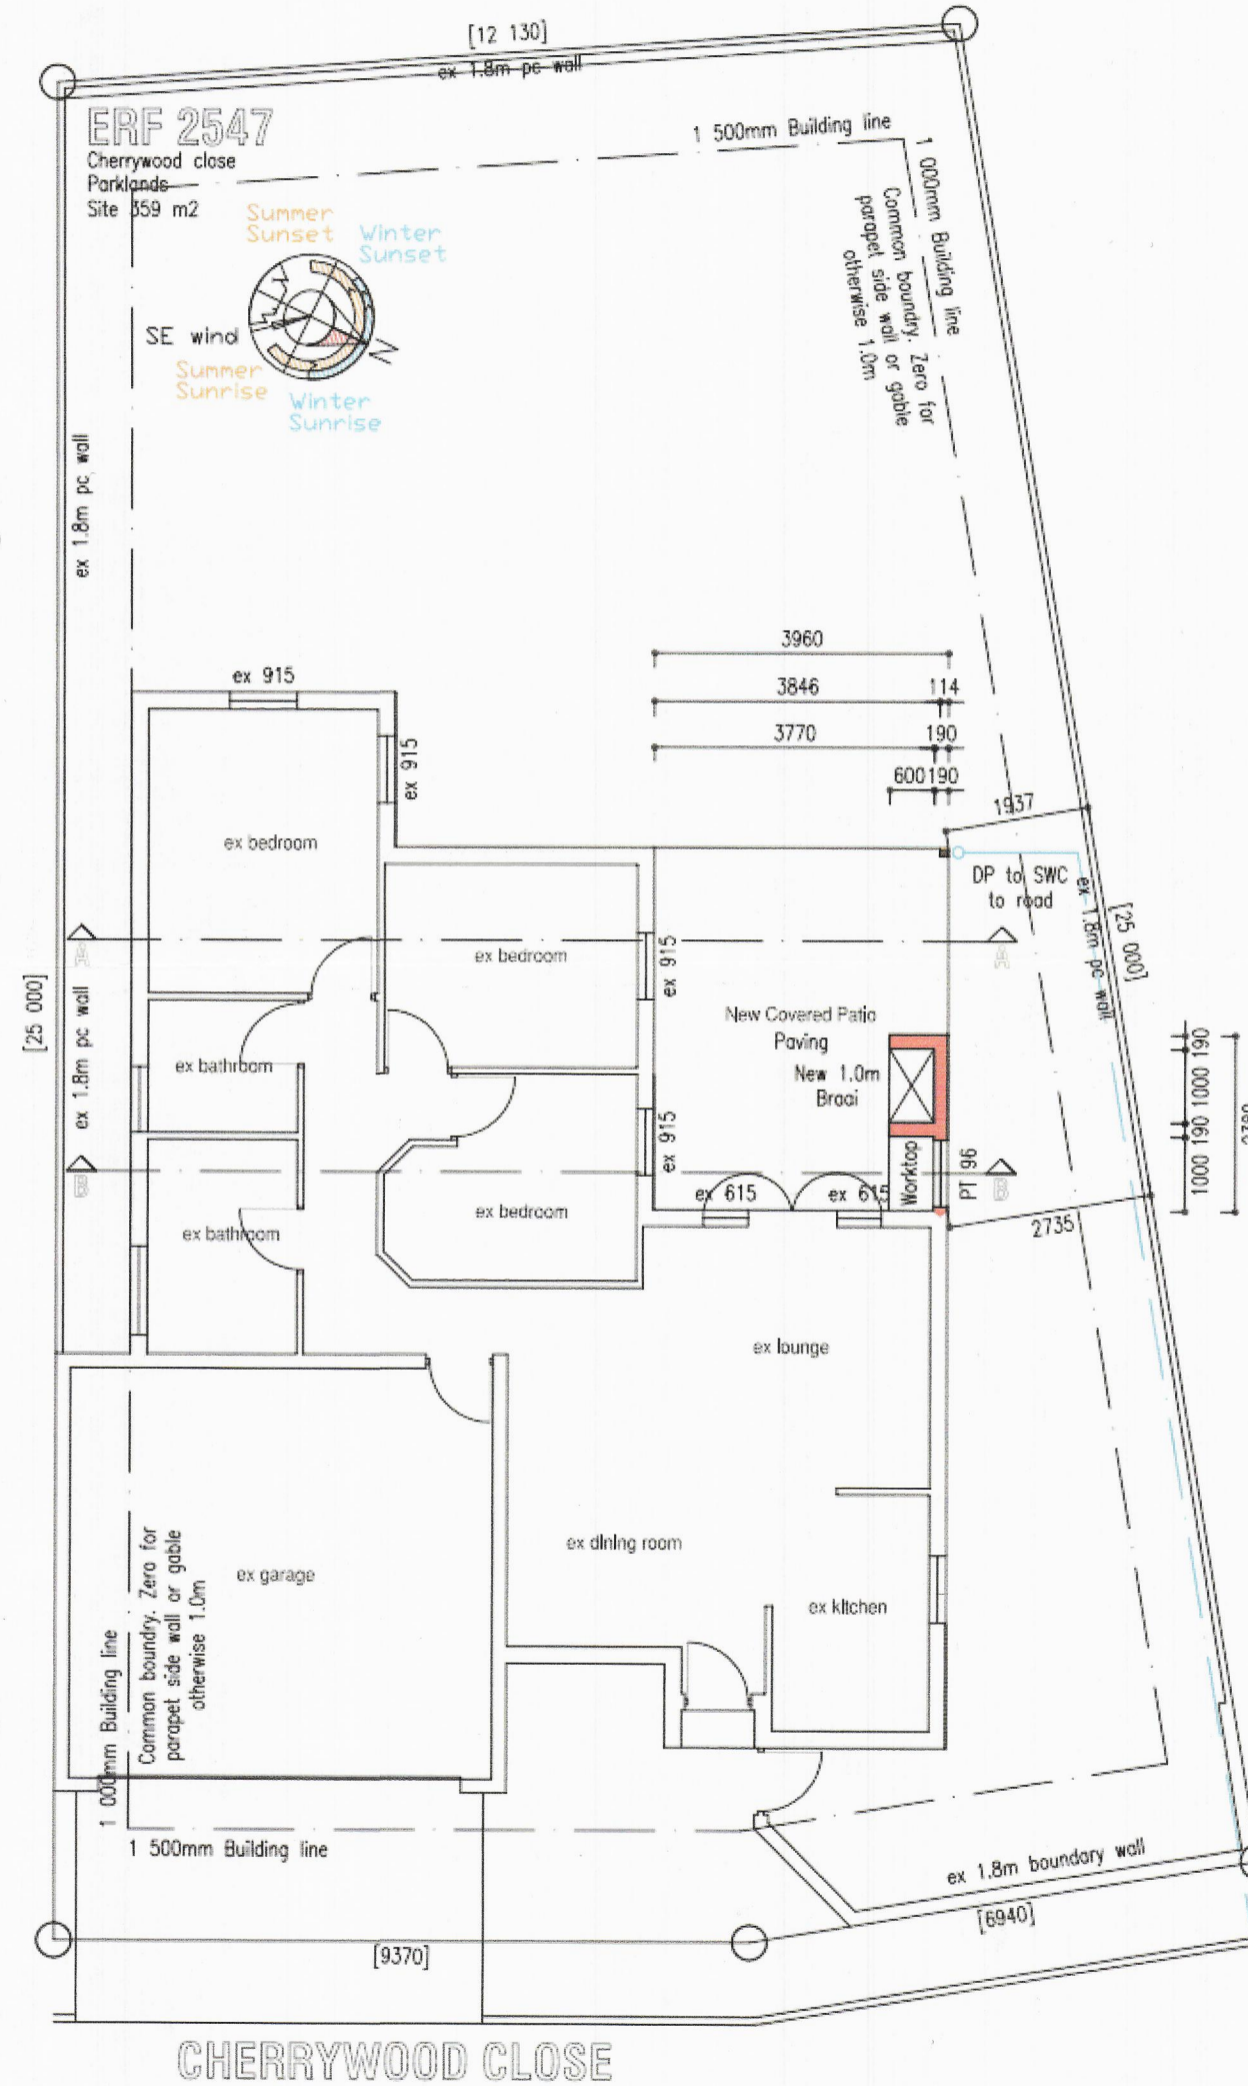 [12 130]
ex 1.8m pc wall
ERF 2547
Cherrywood close
Parklands
Site 359 m2
1 500mm Building line
1 000mm Building line
Common boundry. Zero for
parapet side wall or gable
otherwise 1.0m
Summer
Sunset
Winter
Sunset
SE wind
N
Summer
Sunrise
Winter
Sunrise
ex 1.8m pc wall
3960
3846
114
3770
190
600
190
1937
ex 915
ex 915
ex bedroom
DP to SWC
to road
ex 1.8m pc wall
[25 000]
A
A
ex bedroom
ex 915
[25 000]
ex 1.8m pc wall
New Covered Patio
Paving
New 1.0m
Braai
ex bathroom
190
1000
190
1000
ex 915
Worktop
PT 96
B
B
ex 615
ex 615
ex bedroom
ex bathroom
2735
ex lounge
ex dining room
ex garage
ex kitchen
1 000mm Building line
Common boundry. Zero for
parapet side wall or gable
otherwise 1.0m
1 500mm Building line
ex 1.8m boundary wall
[6940]
[9370]
CHERRYWOOD CLOSE